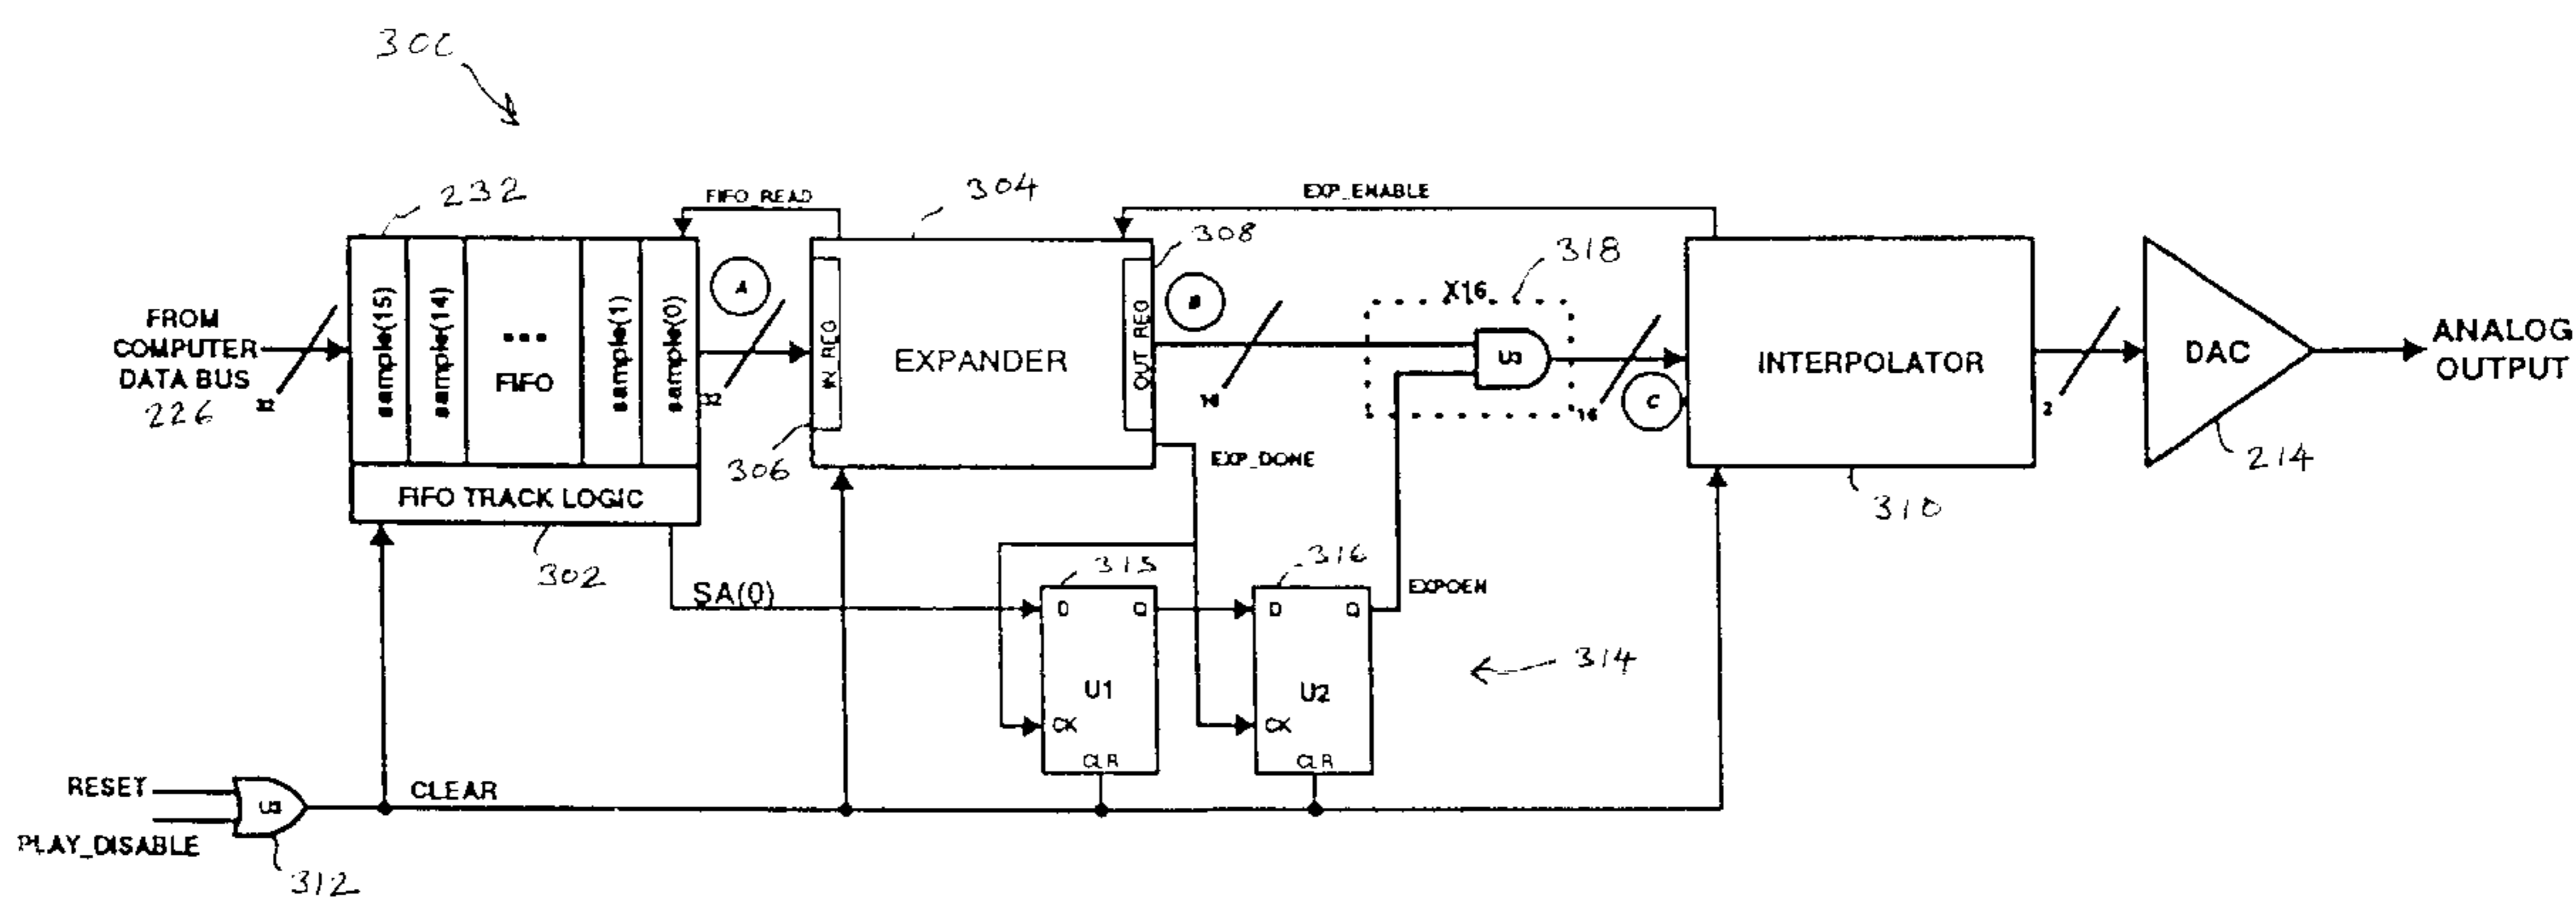 300
232
FIFO_READ
304
EXP_ENABLE
308
318
X16
A
B
C
FROM
COMPUTER
DATA BUS
226
32
sample(15)
sample(14)
...
FIFO
sample(1)
sample(0)
32
IN_REG
EXPANDER
OUT_REG
16
U3
16
INTERPOLATOR
2
DAC
ANALOG
OUTPUT
306
EXP_DONE
310
214
FIFO TRACK LOGIC
302
SA(0)
315
316
EXPOEN
D
Q
D
Q
314
U1
U2
CK
CK
CLR
CLR
RESET
CLEAR
PLAY_DISABLE
312